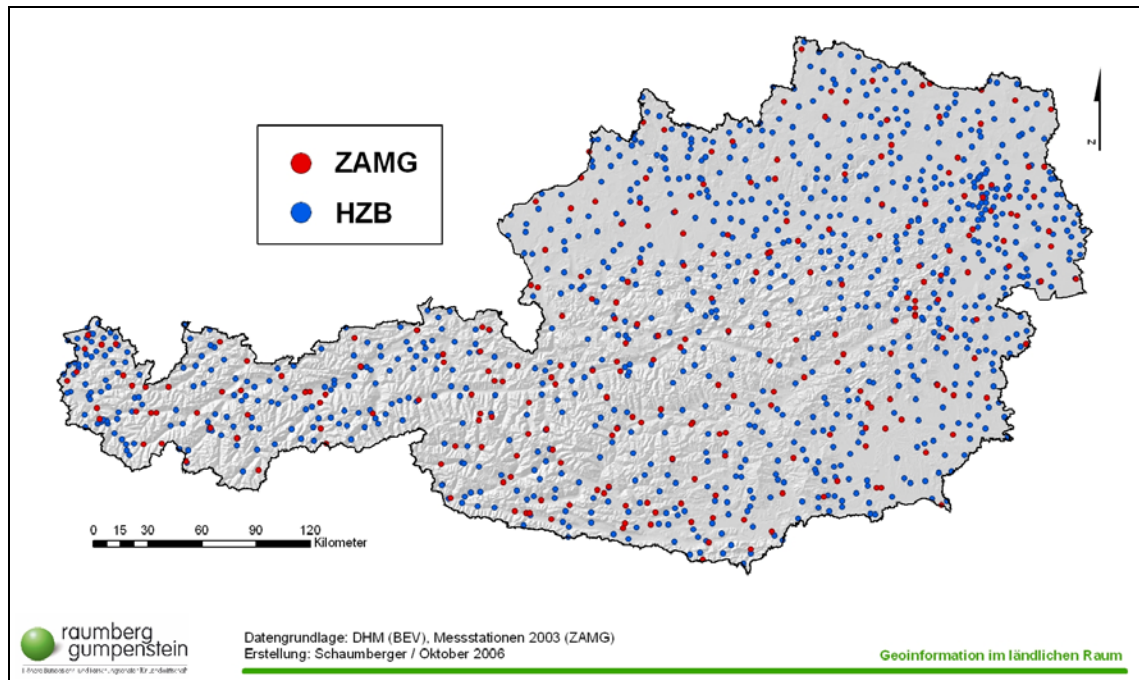 ZAMG
HZB
z
0 15 30 60 90 120
Kilometer
raumberg
gumpenstein
Datengrundlage: DHM (BEV), Messstationen 2003 (ZAMG)
Erstellung: Schaumberger / Oktober 2006
Geoinformation im ländlichen Raum